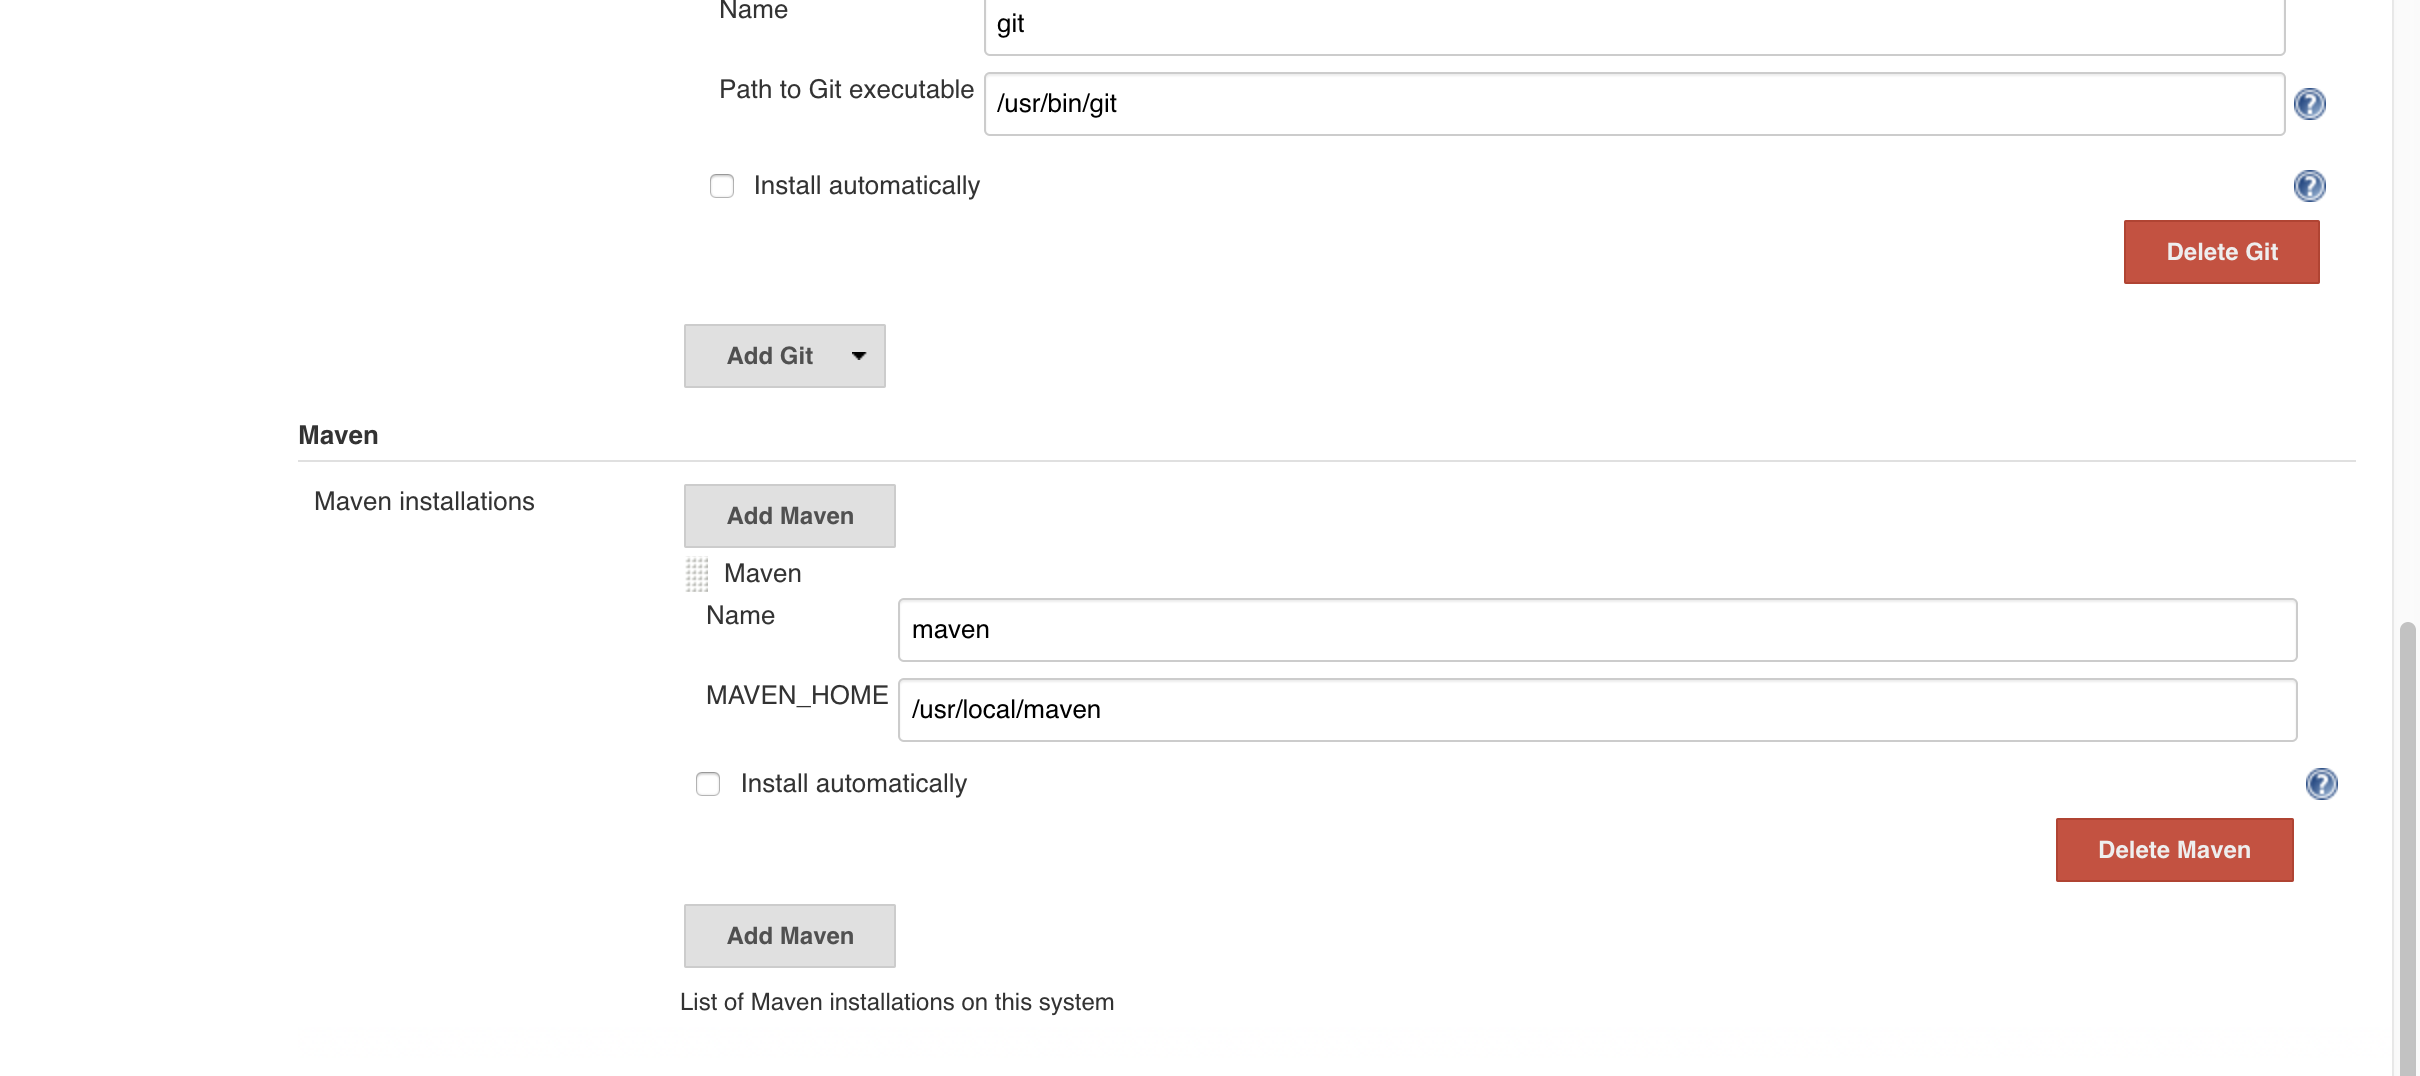 Name
git
Path to Git executable
/usr/bin/git
Install automatically
Delete Git
Add Git
Maven
Maven installations
Add Maven
Maven
Name
maven
MAVEN_HOME
/usr/local/maven
Install automatically
Delete Maven
Add Maven
List of Maven installations on this system